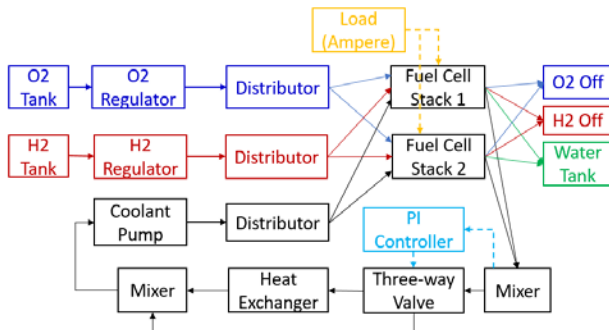 Load
(Ampere)
O2
Tank
O2
Regulator
Distributor
Fuel Cell
Stack 1
O2 Off
H2 Off
H2
Tank
H2
Regulator
Distributor
Fuel Cell
Stack 2
Water
Tank
Coolant
Pump
Distributor
PI
Controller
Mixer
Heat
Exchanger
Three-way
Valve
Mixer